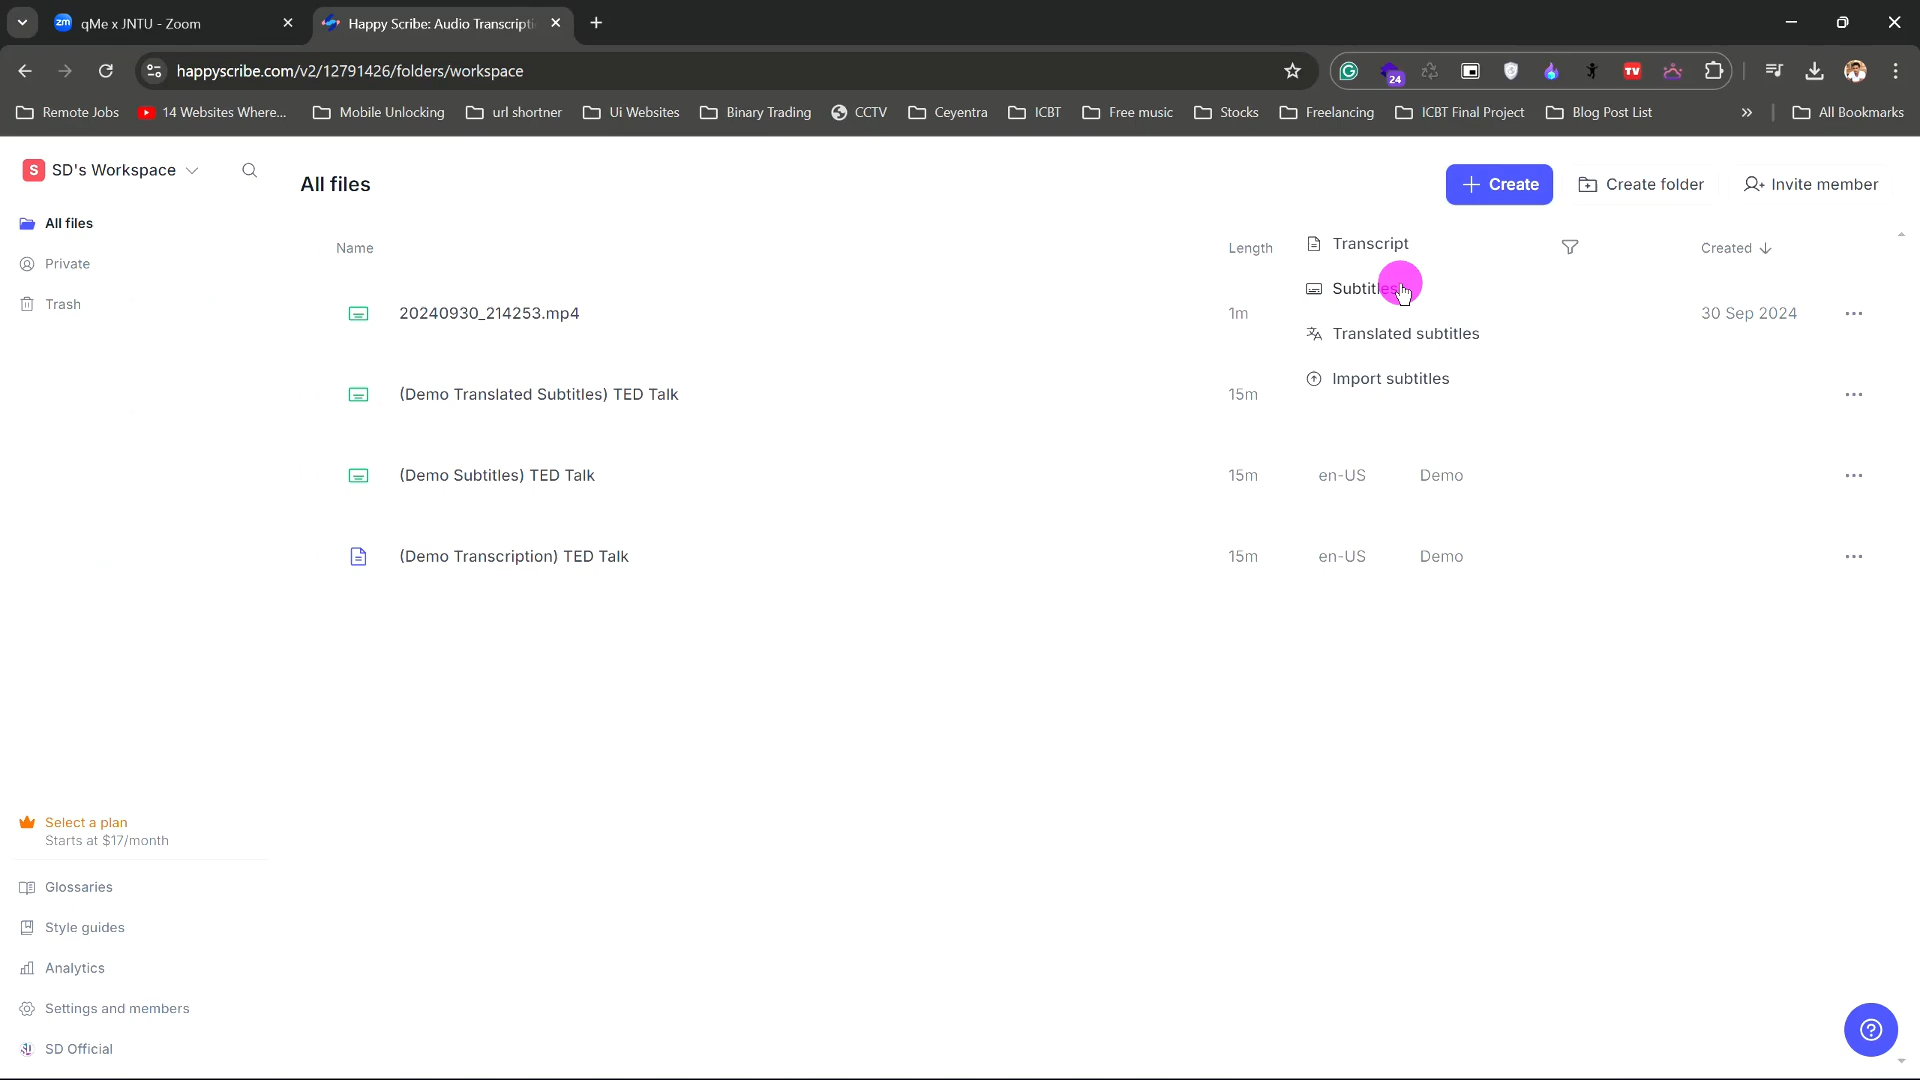 zm qMe x JNTU - Zoom
Happy Scribe: Audio Transcripti
happyscribe.com/v2/12791426/folders/workspace
24
TV
Remote Jobs
14 Websites Where...
Mobile Unlocking
url shortner
Ui Websites
Binary Trading
CCTV
Ceyentra
ICBT
Free music
Stocks
Freelancing
ICBT Final Project
Blog Post List
All Bookmarks
S SD's Workspace
All files
Create
Create folder
Invite member
All files
Private
Trash
Name
Length
Created
Transcript
Subtitles
Translated subtitles
Import subtitles
20240930_214253.mp4
1m
30 Sep 2024
(Demo Translated Subtitles) TED Talk
15m
(Demo Subtitles) TED Talk
15m
en-US
Demo
(Demo Transcription) TED Talk
15m
en-US
Demo
Select a plan
Starts at $17/month
Glossaries
Style guides
Analytics
Settings and members
SD Official